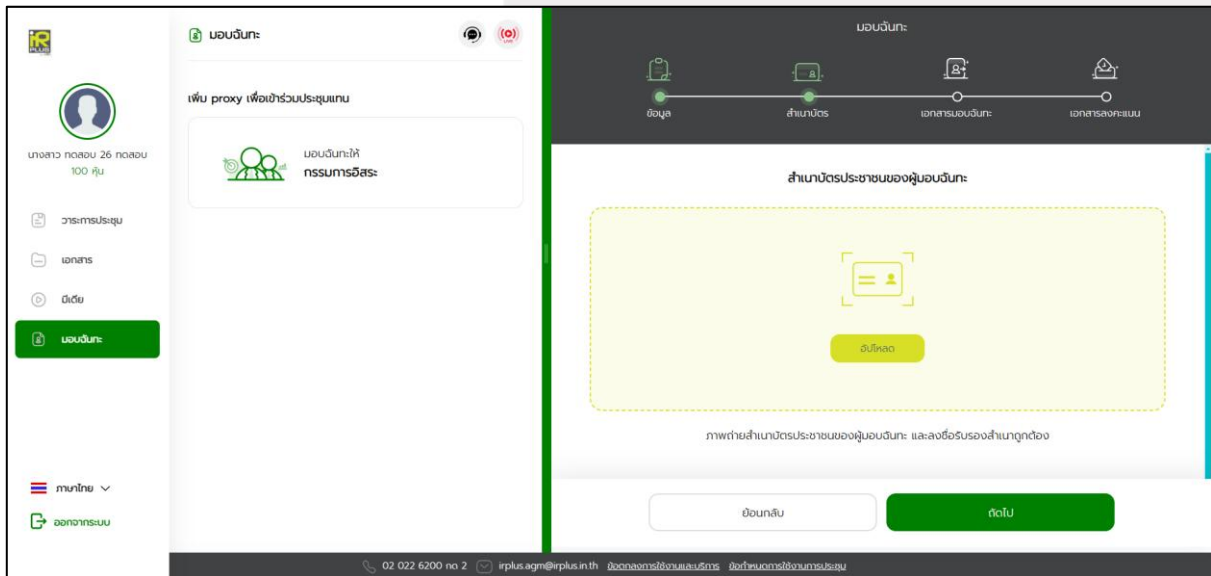 iR
PLUS
นางสาว ทดสอบ 26 ทดสอบ
100 หุ้น
วาระการประชุม
เอกสาร
มีเดีย
มอบฉันทะ
ภาษาไทย
ออกจากระบบ
มอบฉันทะ
LIVE
เพิ่ม proxy เพื่อเข้าร่วมประชุมแทน
มอบฉันทะให้
กรรมการอิสระ
มอบฉันทะ
ข้อมูล สำเนาบัตร เอกสารมอบฉันทะ เอกสารลงคะแนน
สำเนาบัตรประชาชนของผู้มอบฉันทะ
อัปโหลด
ภาพถ่ายสำเนาบัตรประชาชนของผู้มอบฉันทะ และลงชื่อรับรองสำเนาถูกต้อง
ย้อนกลับ ถัดไป
02 022 6200 กด 2 irplus.agm@irplus.in.th ข้อตกลงการใช้งานและบริการ ข้อกำหนดการใช้งานการประชุม